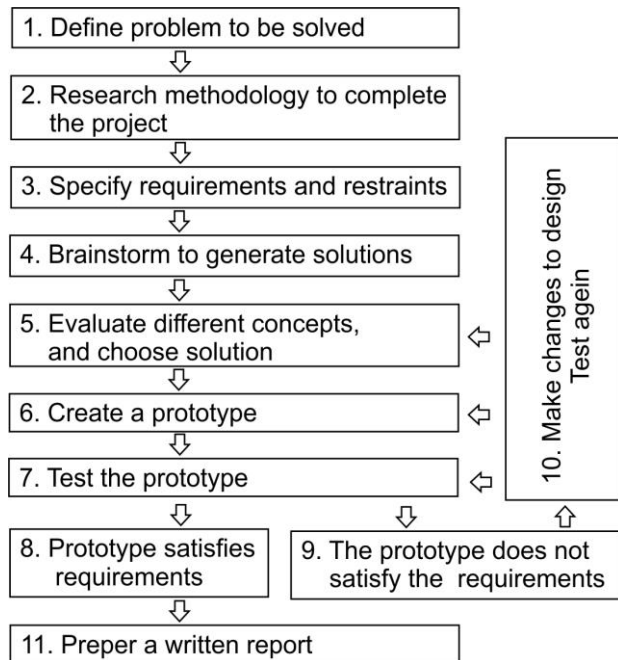 1. Define problem to be solved
2. Research methodology to complete
the project
3. Specify requirements and restraints
4. Brainstorm to generate solutions
5. Evaluate different concepts,
and choose solution
6. Create a prototype
7. Test the prototype
8. Prototype satisfies
requirements
9. The prototype does not
satisfy the requirements
10. Make changes to design
Test agein
11. Preper a written report